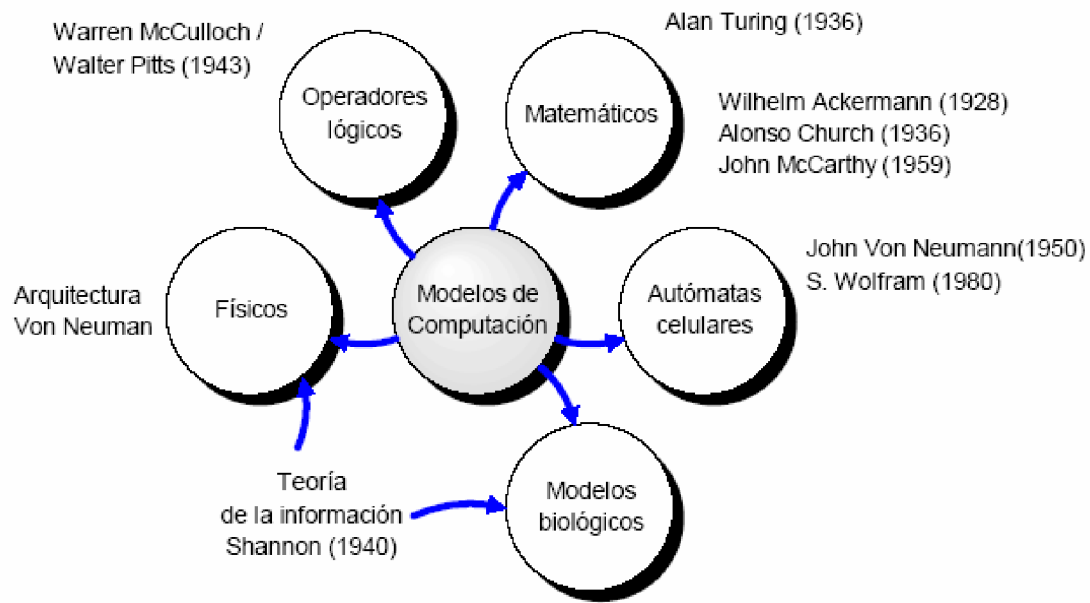 Warren McCulloch /
Walter Pitts (1943)
Alan Turing (1936)
Operadores
lógicos
Matemáticos
Wilhelm Ackermann (1928)
Alonso Church (1936)
John McCarthy (1959)
John Von Neumann(1950)
S. Wolfram (1980)
Arquitectura
Von Neuman
Físicos
Modelos de
Computación
Autómatas
celulares
Teoría
de la información
Shannon (1940)
Modelos
biológicos